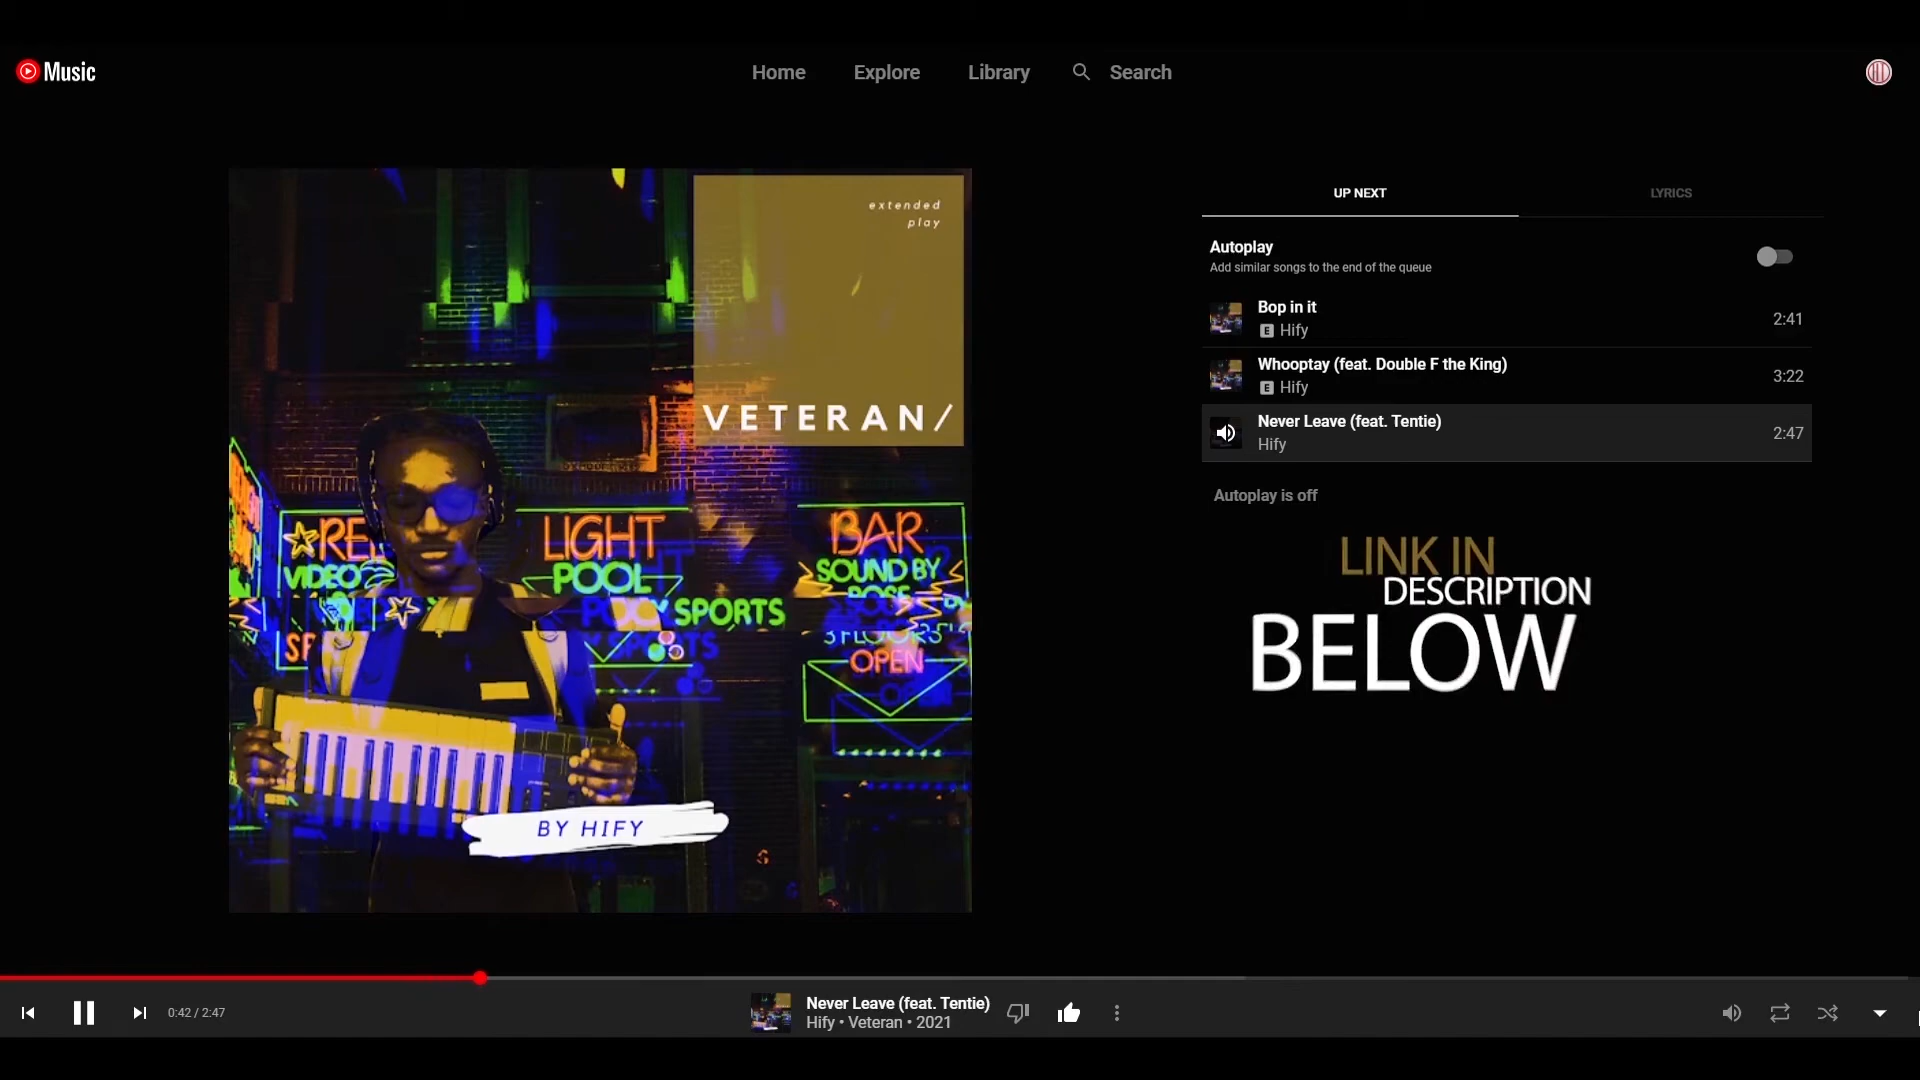 Music
Home
Explore
Library
Search
extended
play
VETERAN/
LIGHT
POOL
SPORTS
BAR
SOUND BY
OPEN
VIDEO
BY HIFY
UP NEXT
LYRICS
Autoplay
Add similar songs to the end of the queue
Bop in it
E Hify
2:41
Whooptay (feat. Double F the King)
E Hify
3:22
Never Leave (feat. Tentie)
Hify
2:47
Autoplay is off
LINK IN
DESCRIPTION
BELOW
0:42 / 2:47
Never Leave (feat. Tentie)
Hify • Veteran • 2021